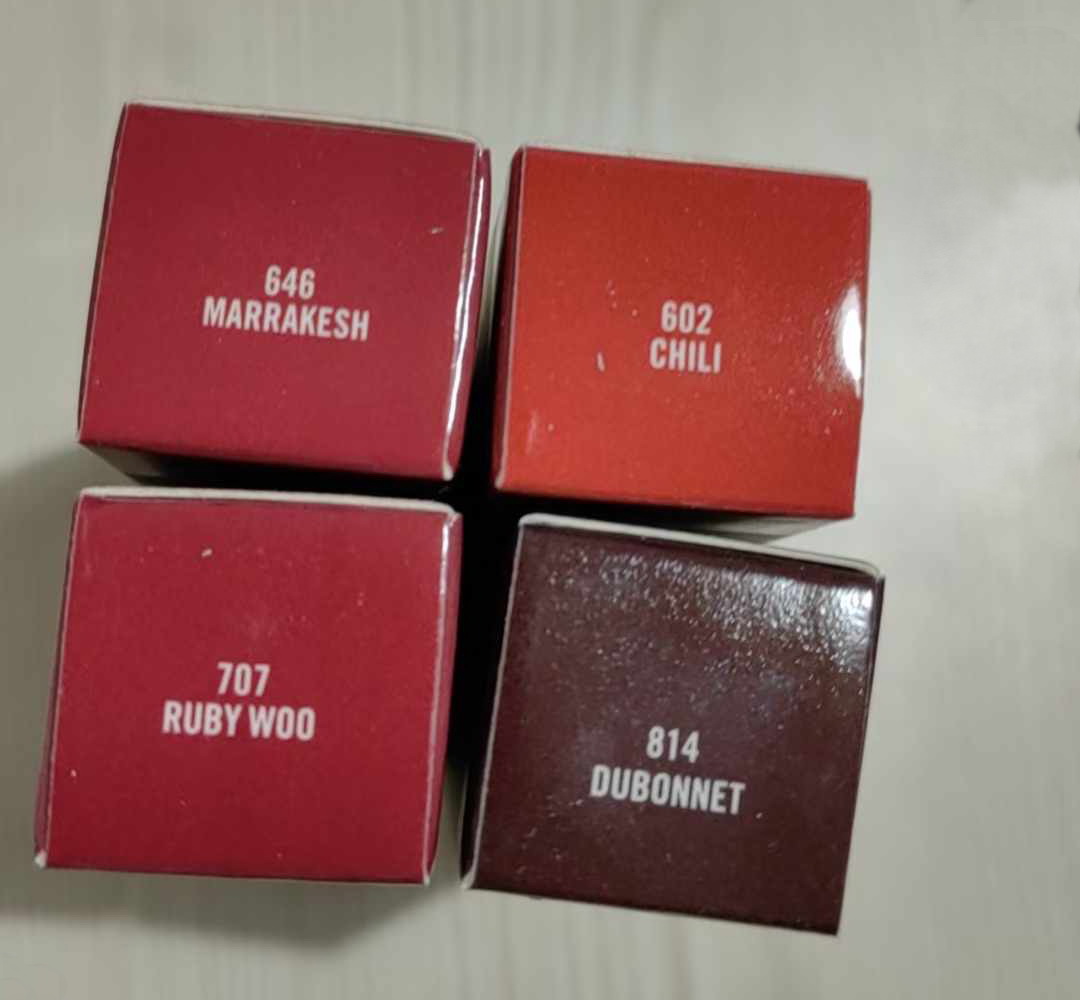 646
MARRAKESH
602
CHILI
707
RUBY WOO
814
DUBONNET